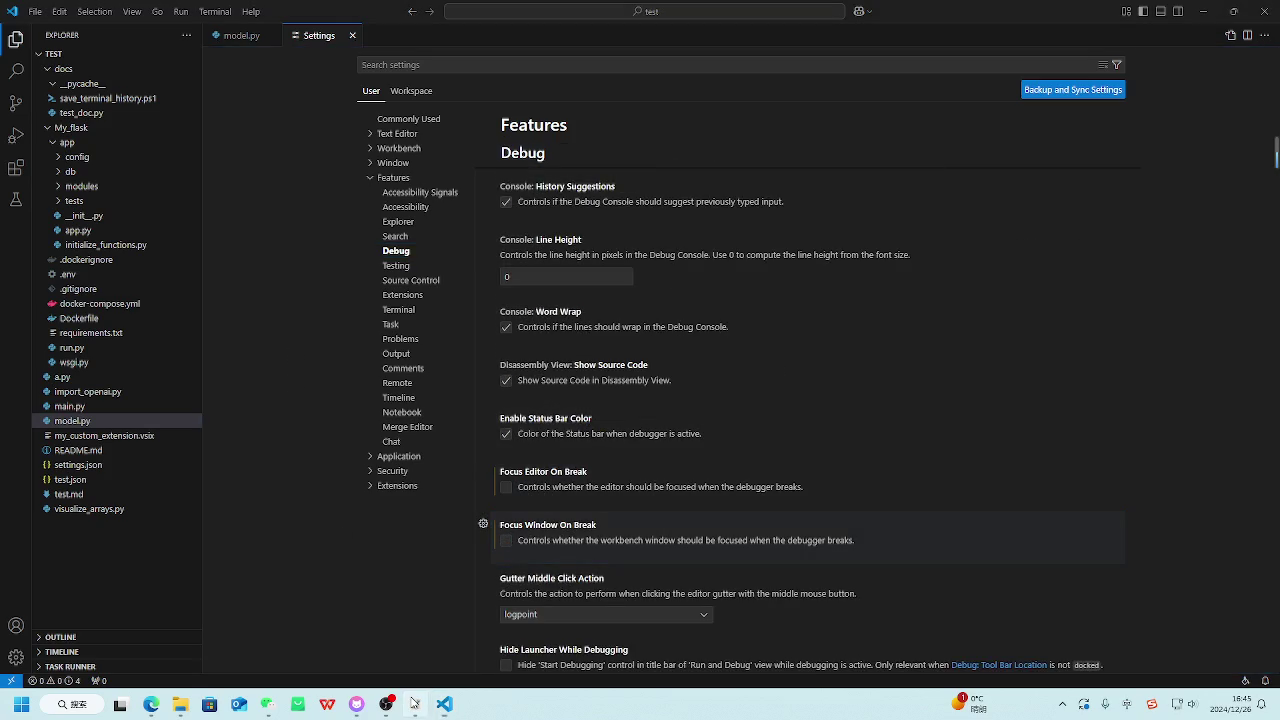 File Edit Selection View Go Run Terminal Help
test
EXPLORER
model.py
Settings
TEST
docs
__pycache__
save_terminal_history.ps1
test_doc.py
My_flask
app
config
db
modules
tests
__init__.py
app.py
initialize_functions.py
.dockerignore
.env
.gitignore
docker-compose.yml
Dockerfile
requirements.txt
run.py
wsgi.py
a.py
import_openai.py
main.py
model.py
my_custom_extension.vsix
README.md
settings.json
test.json
test.md
visualize_arrays.py
OUTLINE
TIMELINE
TASK RUNNER
Search settings
User Workspace
Backup and Sync Settings
Commonly Used
Text Editor
Workbench
Window
Features
Accessibility Signals
Accessibility
Explorer
Search
Debug
Testing
Source Control
Extensions
Terminal
Task
Problems
Output
Comments
Remote
Timeline
Notebook
Merge Editor
Chat
Application
Security
Extensions
Features
Debug
Console: History Suggestions
Controls if the Debug Console should suggest previously typed input.
Console: Line Height
Controls the line height in pixels in the Debug Console. Use 0 to compute the line height from the font size.
0
Console: Word Wrap
Controls if the lines should wrap in the Debug Console.
Disassembly View: Show Source Code
Show Source Code in Disassembly View.
Enable Status Bar Color
Color of the Status bar when debugger is active.
Focus Editor On Break
Controls whether the editor should be focused when the debugger breaks.
Focus Window On Break
Controls whether the workbench window should be focused when the debugger breaks.
Gutter Middle Click Action
Controls the action to perform when clicking the editor gutter with the middle mouse button.
logpoint
Hide Launcher While Debugging
Hide 'Start Debugging' control in title bar of 'Run and Debug' view while debugging is active. Only relevant when Debug: Tool Bar Location is not docked.
0 0 4 0
搜索
1
0°C
晴朗
中
16:45
2024/12/26